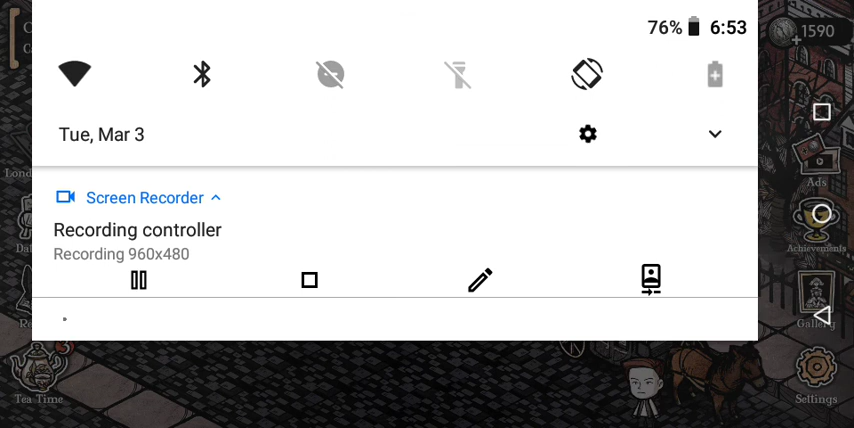 76% 6:53
1590
Tue, Mar 3
Screen Recorder
Recording controller
Recording 960x480
Ads
Achievements
Gallery
3
Tea Time
Settings